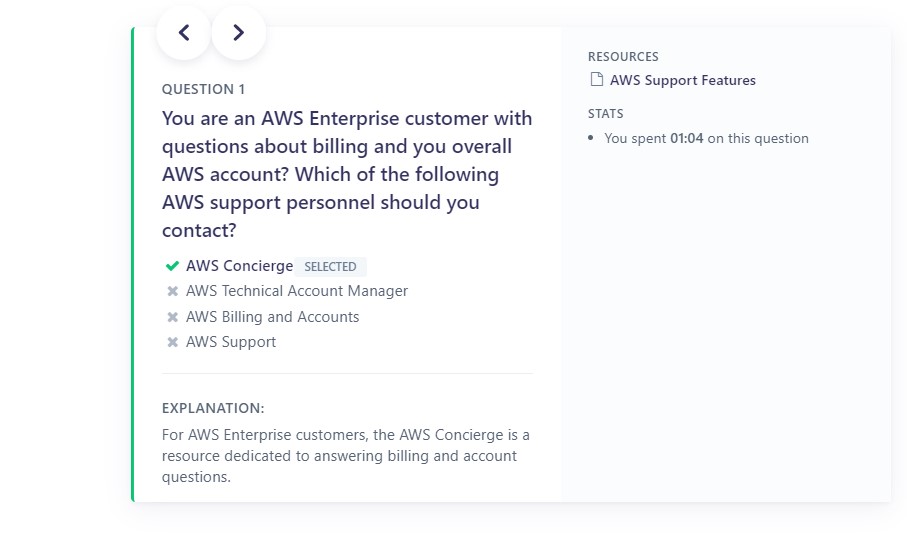 QUESTION 1
You are an AWS Enterprise customer with
questions about billing and you overall
AWS account? Which of the following
AWS support personnel should you
contact?
AWS Concierge SELECTED
AWS Technical Account Manager
AWS Billing and Accounts
AWS Support
EXPLANATION:
For AWS Enterprise customers, the AWS Concierge is a
resource dedicated to answering billing and account
questions.
RESOURCES
AWS Support Features
STATS
You spent 01:04 on this question